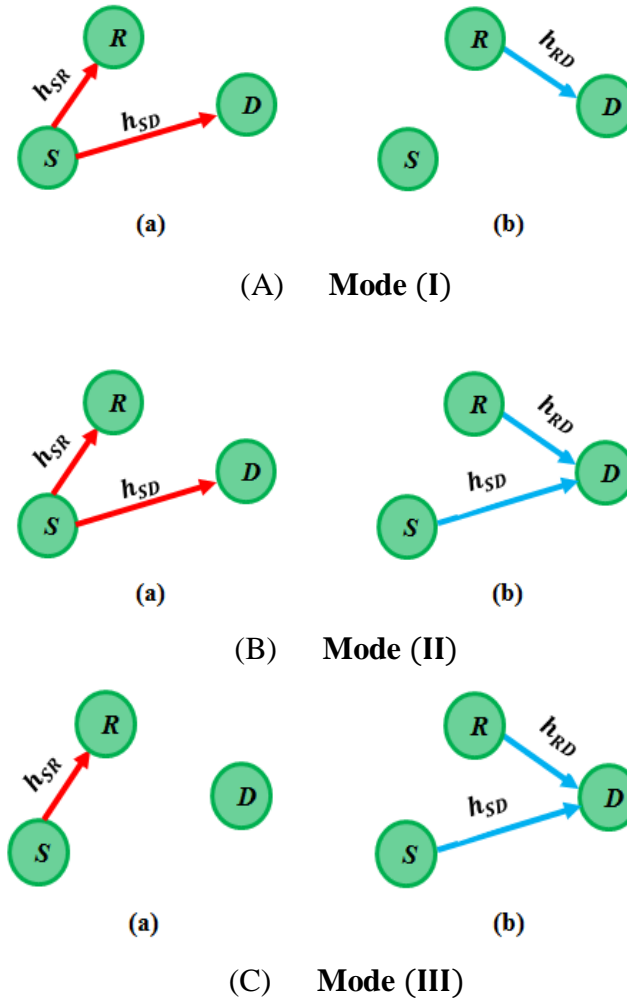 R
R
h_SR
h_RD
D
D
h_SD
S
S
(a)
(b)
(A) Mode (I)
R
R
h_SR
h_RD
D
D
h_SD
h_SD
S
S
(a)
(b)
(B) Mode (II)
R
R
h_SR
h_RD
D
D
h_SD
S
S
(a)
(b)
(C) Mode (III)